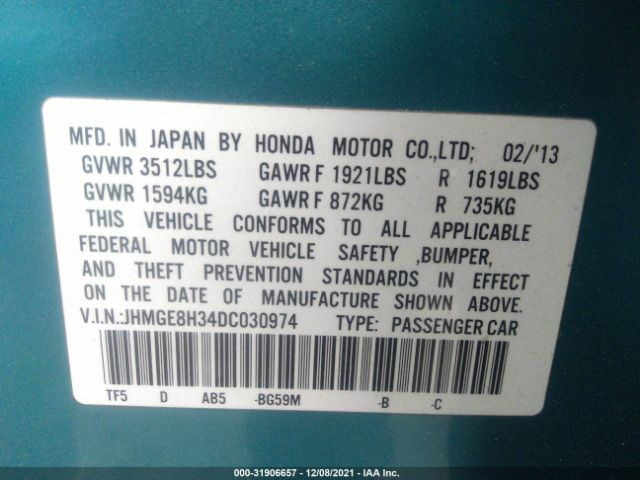 MFD. IN JAPAN BY HONDA MOTOR CO.,LTD; 02/'13
GVWR 3512LBS GAWR F 1921LBS R 1619LBS
GVWR 1594KG GAWR F 872KG R 735KG
THIS VEHICLE CONFORMS TO ALL APPLICABLE
FEDERAL MOTOR VEHICLE SAFETY ,BUMPER,
AND THEFT PREVENTION STANDARDS IN EFFECT
ON THE DATE OF MANUFACTURE SHOWN ABOVE.
V.I.N.:JHMGE8H34DC030974 TYPE: PASSENGER CAR
TF5 D AB5 -BG59M -B -C
000-31906657 - 12/08/2021 - IAA Inc.